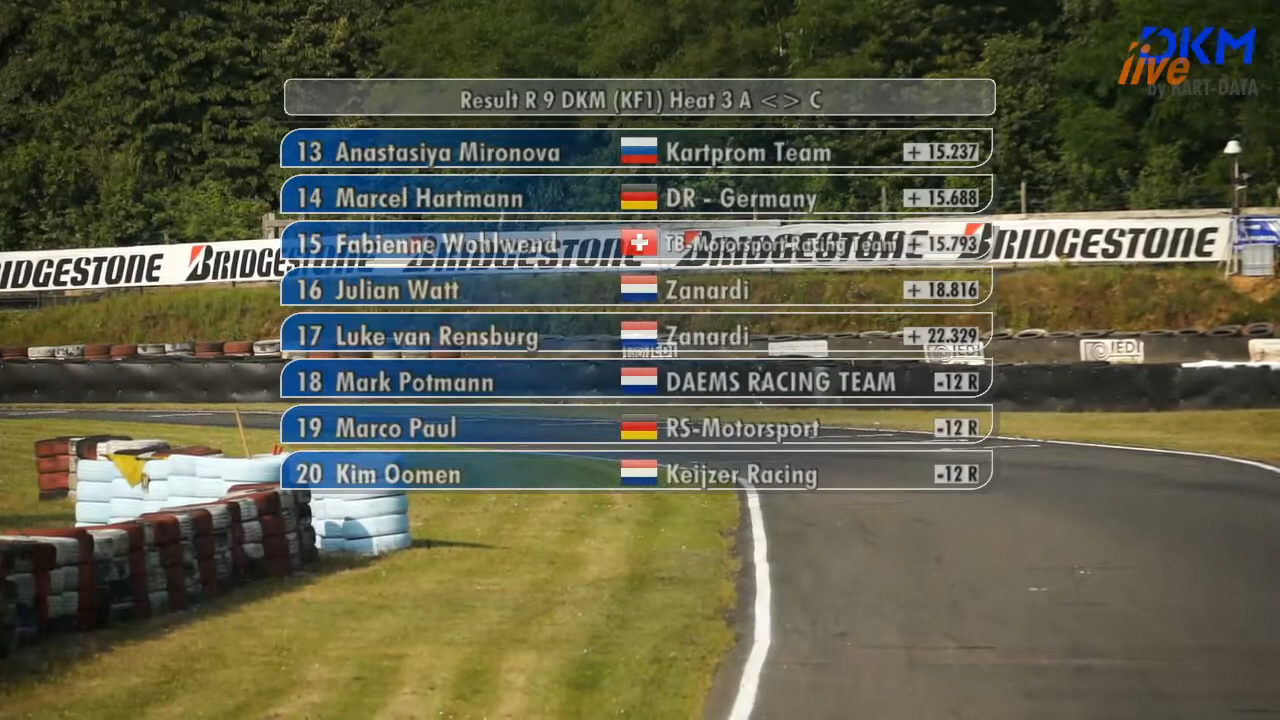 DKM
live
by KART-DATA
Result R 9 DKM (KF1) Heat 3 A <> C
13 Anastasiya Mironova Kartprom Team + 15.237
14 Marcel Hartmann DR - Germany + 15.688
15 Fabienne Wohlwend TB-Motorsport-Racing Team + 15.793
16 Julian Watt Zanardi + 18.816
17 Luke van Rensburg Zanardi + 22.329
18 Mark Potmann DAEMS RACING TEAM -12 R
19 Marco Paul RS-Motorsport -12 R
20 Kim Oomen Keijzer Racing -12 R
IDGESTONE BRIDGESTONE BRIDGESTONE BRIDGESTONE BRIDGESTONE